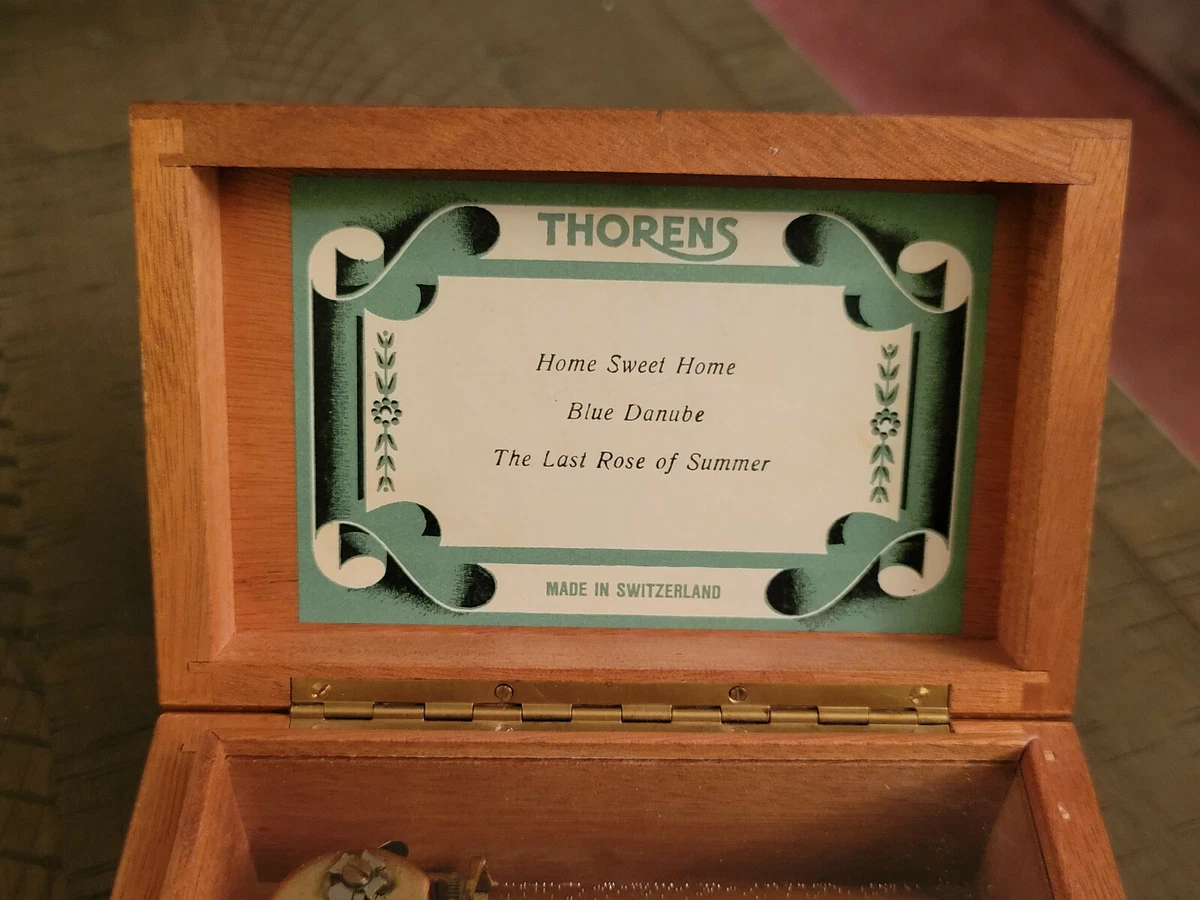 THORENS
Home Sweet Home
Blue Danube
The Last Rose of Summer
MADE IN SWITZERLAND